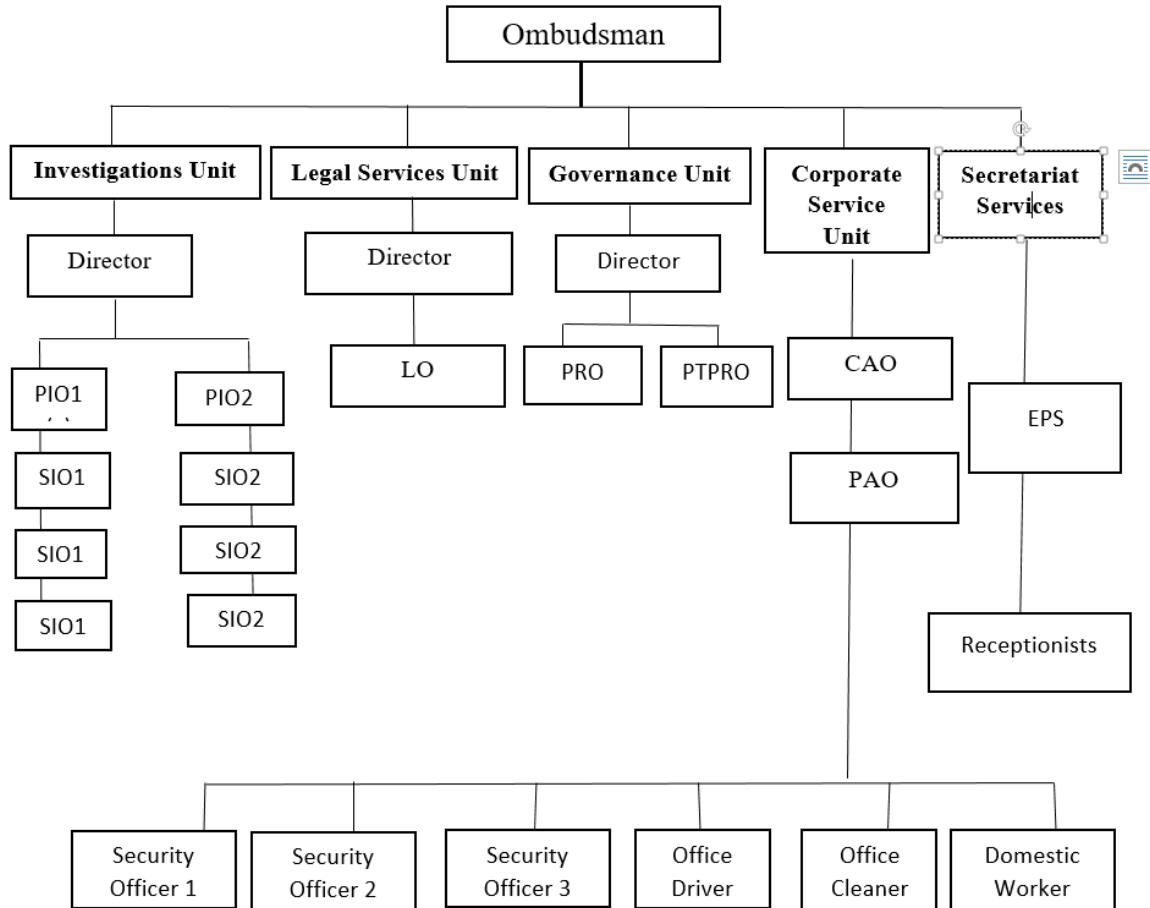 Ombudsman
Investigations Unit
Legal Services Unit
Governance Unit
Corporate
Service
Unit
Secretariat
Services
Director
Director
Director
PIO1
PIO2
LO
PRO
PTPRO
CAO
EPS
SIO1
SIO2
PAO
SIO1
SIO2
SIO1
SIO2
Receptionists
Security
Officer 1
Security
Officer 2
Security
Officer 3
Office
Driver
Office
Cleaner
Domestic
Worker